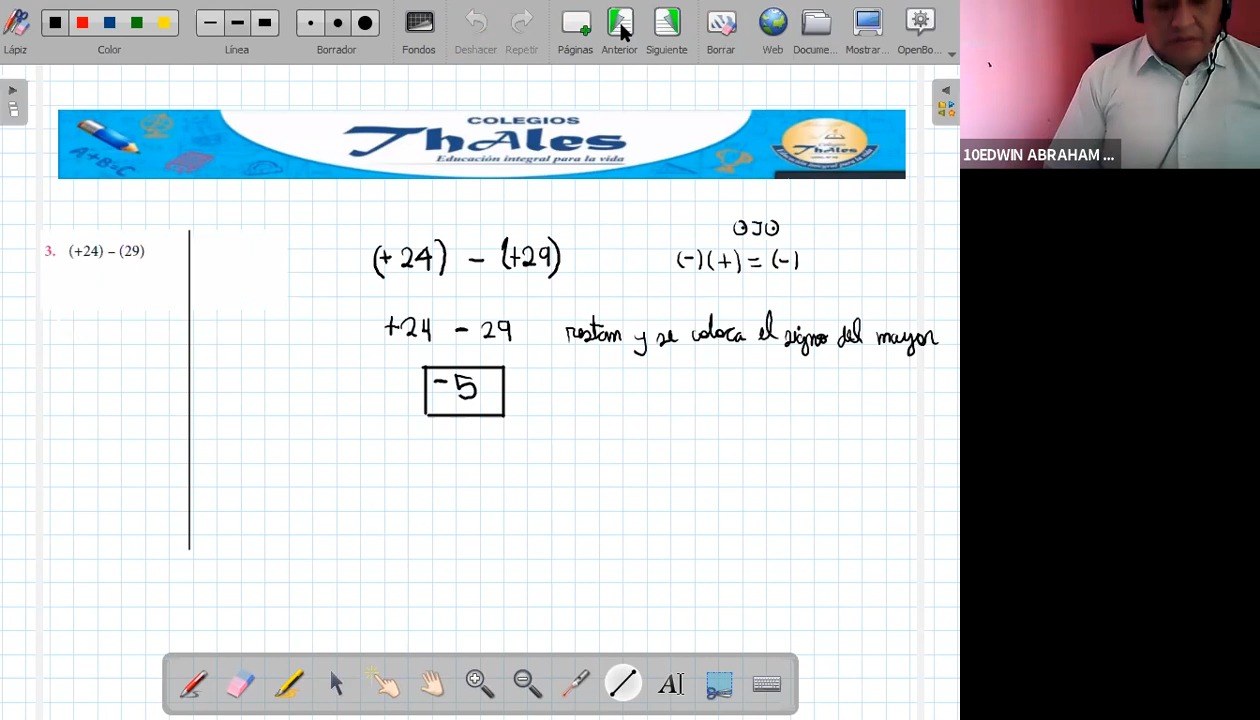 Lápiz
Color
Línea
Borrador
Fondos
Deshacer
Repetir
Páginas
Anterior
Siguiente
Borrar
Web
Docume...
Mostrar...
OpenBo...
10EDWIN ABRAHAM ...
COLEGIOS
Thales
Educación integral para la vida
A+B=C
Thales
3. (+24) – (29)
(+24) - (+29)
OJO
(-)(+) = (-)
+24 - 29 restan y se coloca el signo del mayor
-5
AI